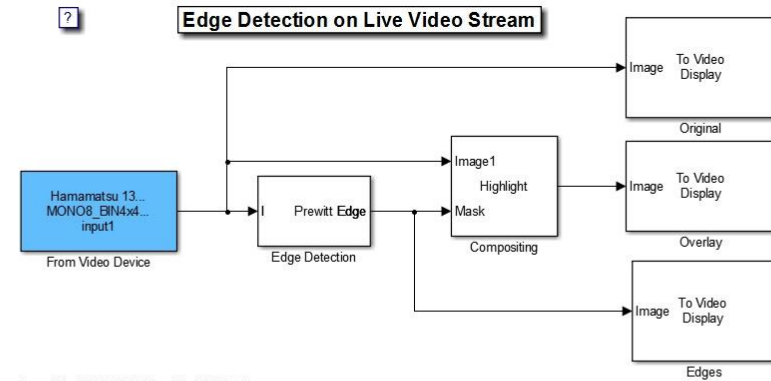 ?
Edge Detection on Live Video Stream
Image To Video
Display
Original
Hamamatsu 13...
MONO8_BIN4x4...
input1
From Video Device
I Prewitt Edge
Edge Detection
Image1
Highlight
Mask
Compositing
Image To Video
Display
Overlay
Image To Video
Display
Edges